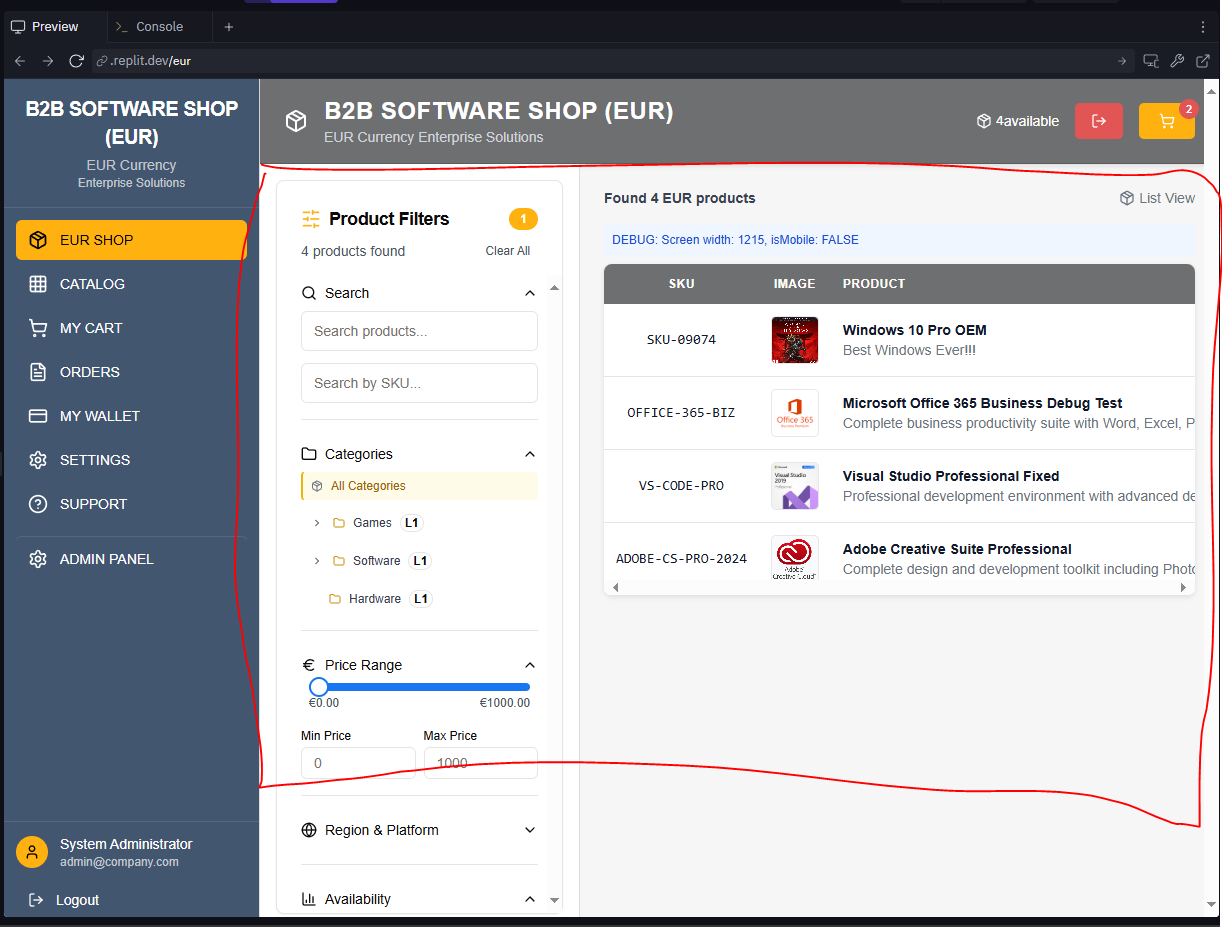 Preview
Console
.replit.dev/eur
B2B SOFTWARE SHOP
(EUR)
EUR Currency
Enterprise Solutions
EUR SHOP
CATALOG
MY CART
ORDERS
MY WALLET
SETTINGS
SUPPORT
ADMIN PANEL
System Administrator
admin@company.com
Logout
B2B SOFTWARE SHOP (EUR)
EUR Currency Enterprise Solutions
4available
2
Product Filters
1
4 products found
Clear All
Search
Search products...
Search by SKU...
Categories
All Categories
Games L1
Software L1
Hardware L1
€ Price Range
€0.00 €1000.00
Min Price Max Price
0 1000
Region & Platform
Availability
Found 4 EUR products
List View
DEBUG: Screen width: 1215, isMobile: FALSE
SKU IMAGE PRODUCT
SKU-09074
Windows 10 Pro OEM
Best Windows Ever!!!
OFFICE-365-BIZ
Office 365
Microsoft Office 365 Business Debug Test
Complete business productivity suite with Word, Excel, P
VS-CODE-PRO
Visual Studio
2019
Visual Studio Professional Fixed
Professional development environment with advanced de
ADOBE-CS-PRO-2024
Adobe
Creative Cloud
Adobe Creative Suite Professional
Complete design and development toolkit including Photo